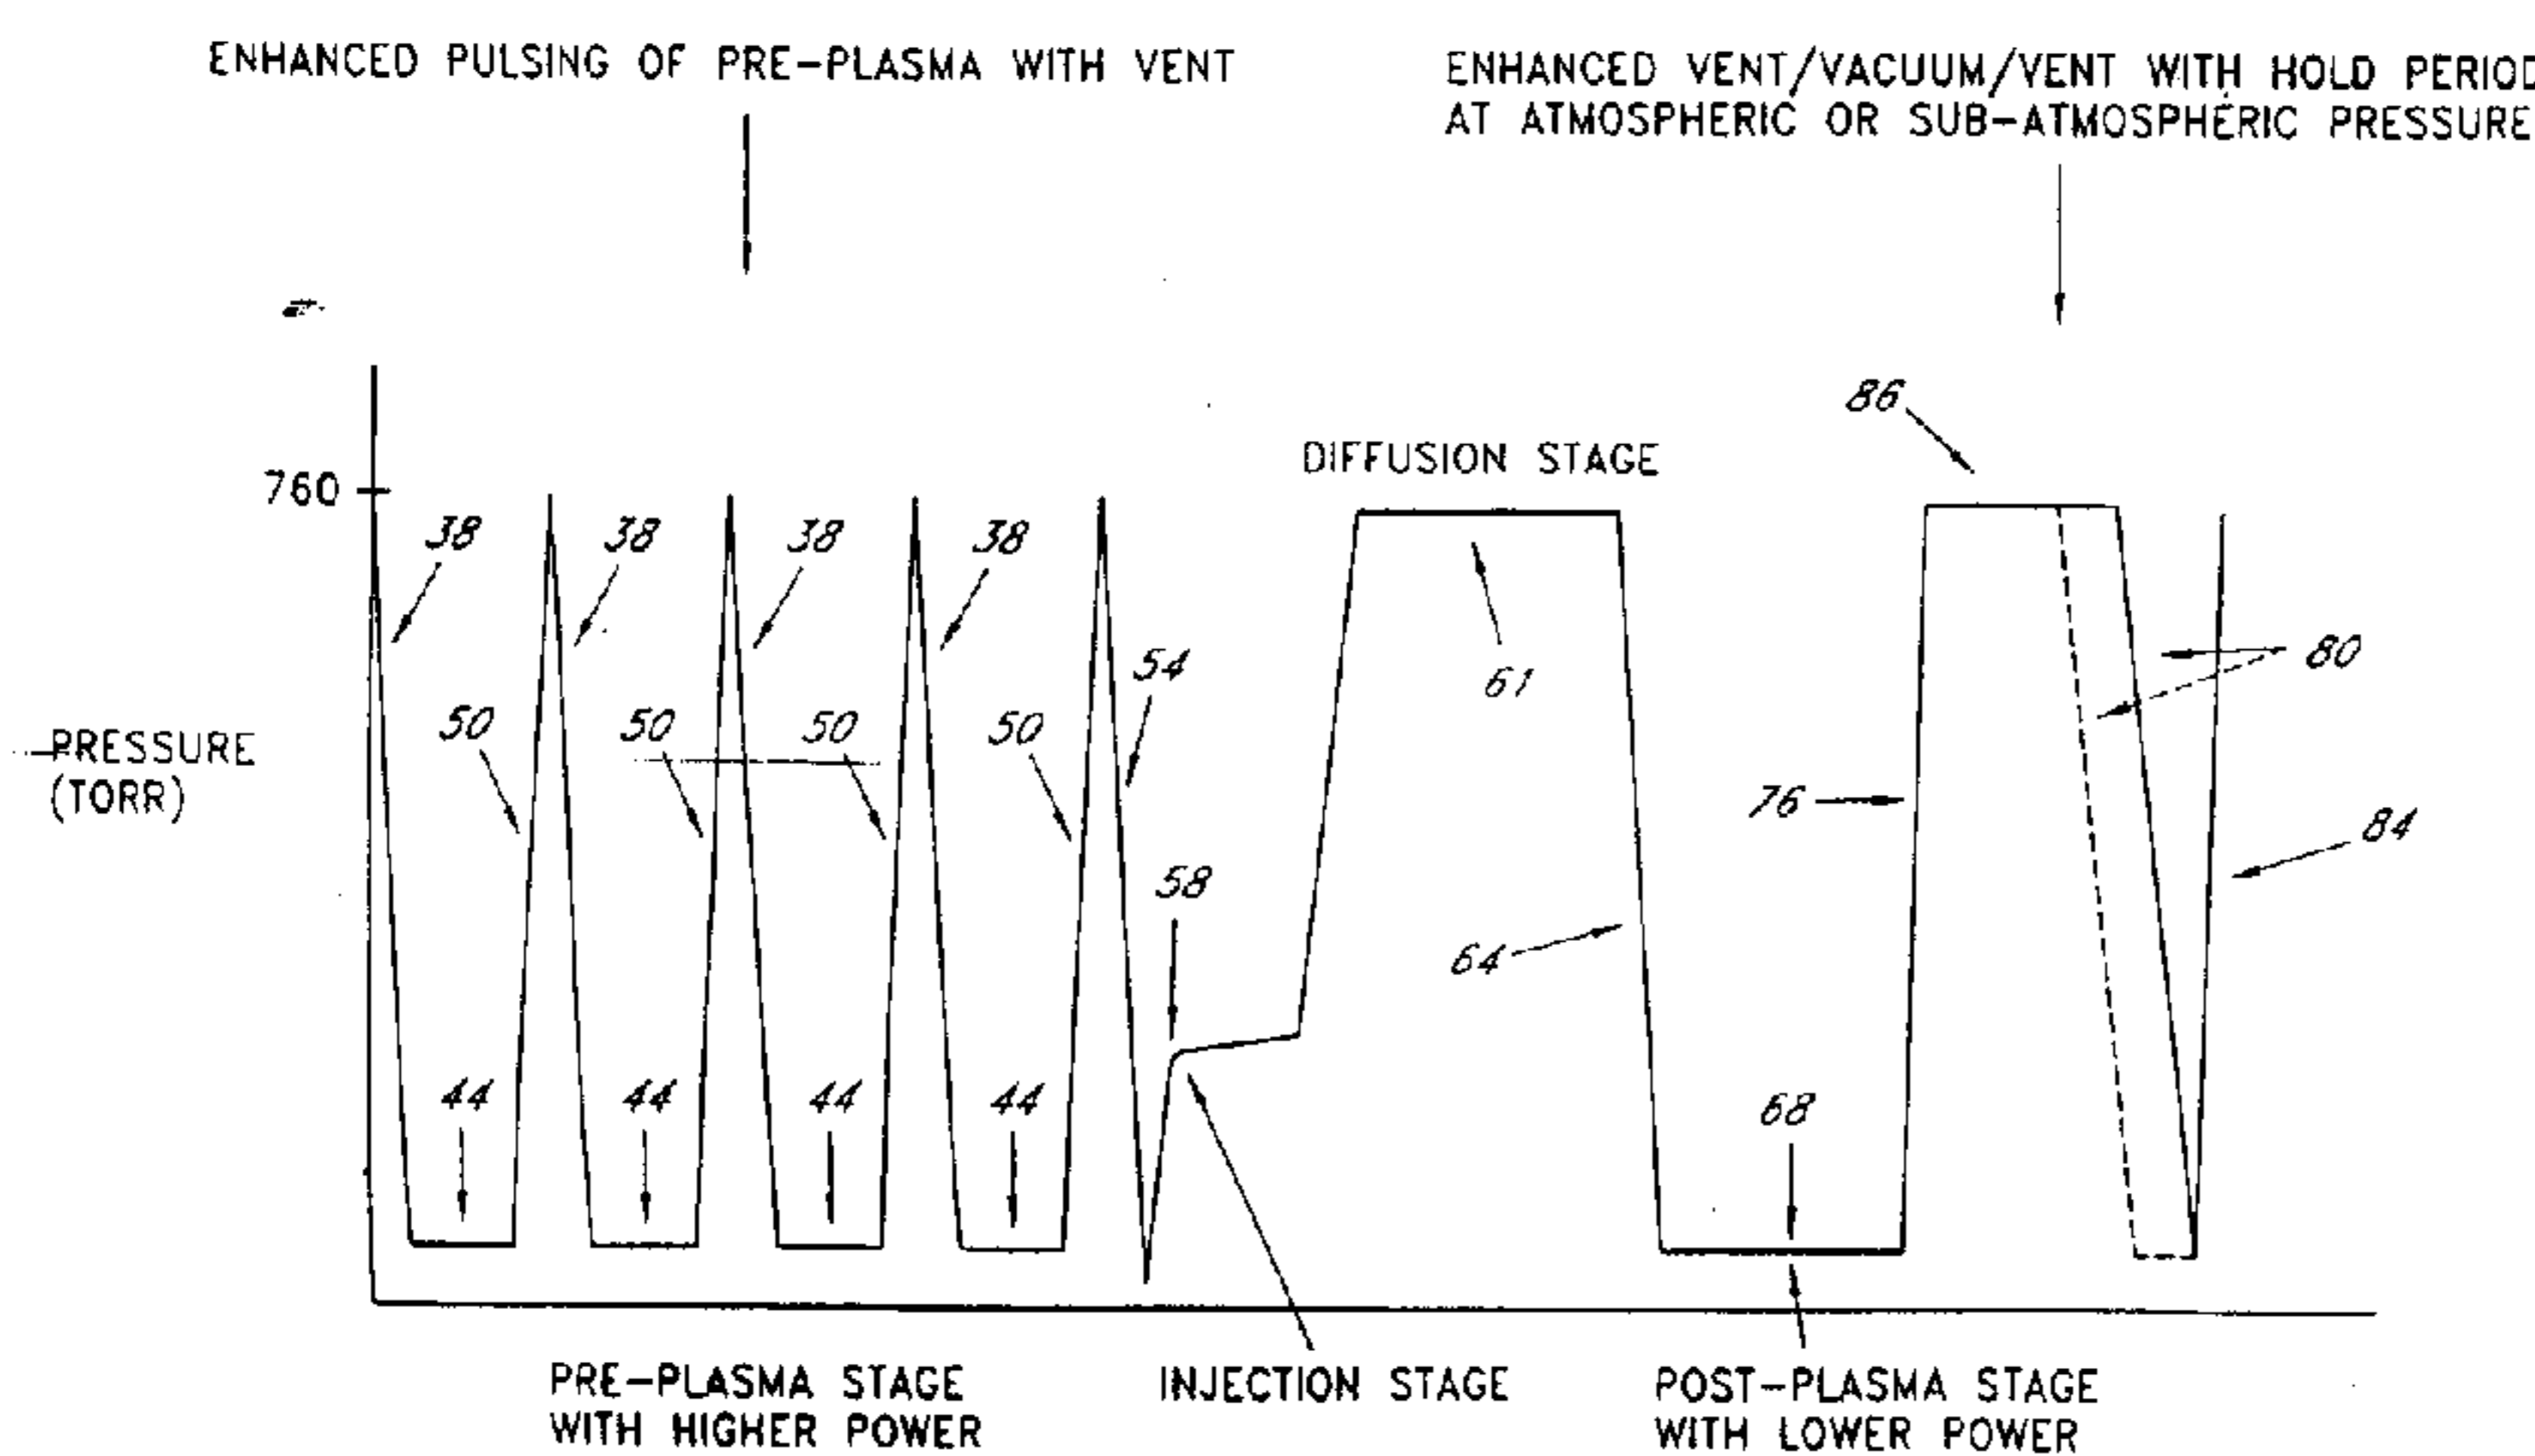 ENHANCED PULSING OF PRE-PLASMA WITH VENT
ENHANCED VENT/VACUUM/VENT WITH HOLD PERIOD
AT ATMOSPHERIC OR SUB-ATMOSPHERIC PRESSURE
86
DIFFUSION STAGE
760
38
38
38
38
54
61
80
50
50
50
50
PRESSURE
(TORR)
76
84
58
64
44
44
44
44
68
PRE-PLASMA STAGE
WITH HIGHER POWER
INJECTION STAGE
POST-PLASMA STAGE
WITH LOWER POWER